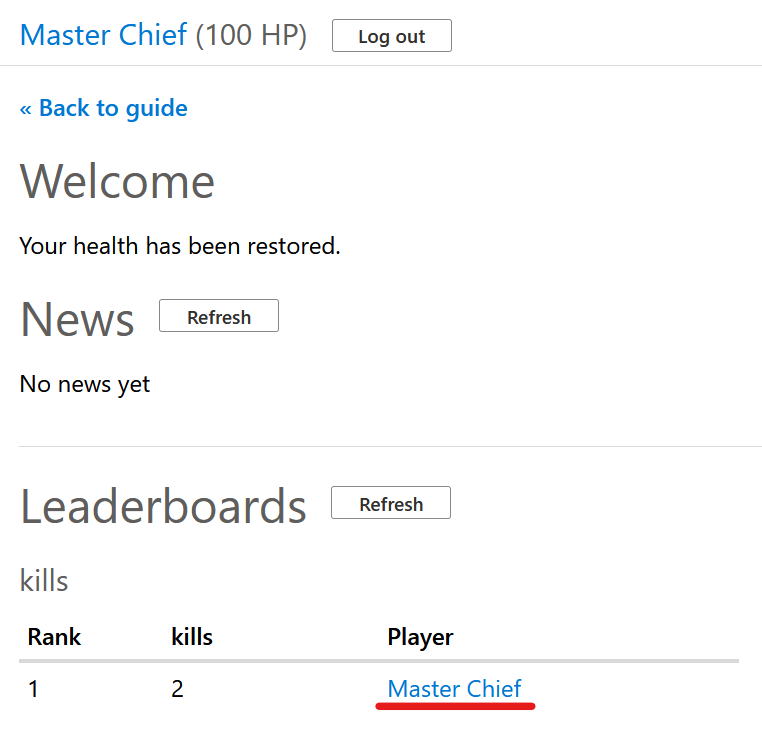 Master Chief (100 HP) Log out
« Back to guide
Welcome
Your health has been restored.
News Refresh
No news yet
Leaderboards Refresh
kills
Rank kills Player
1 2 Master Chief